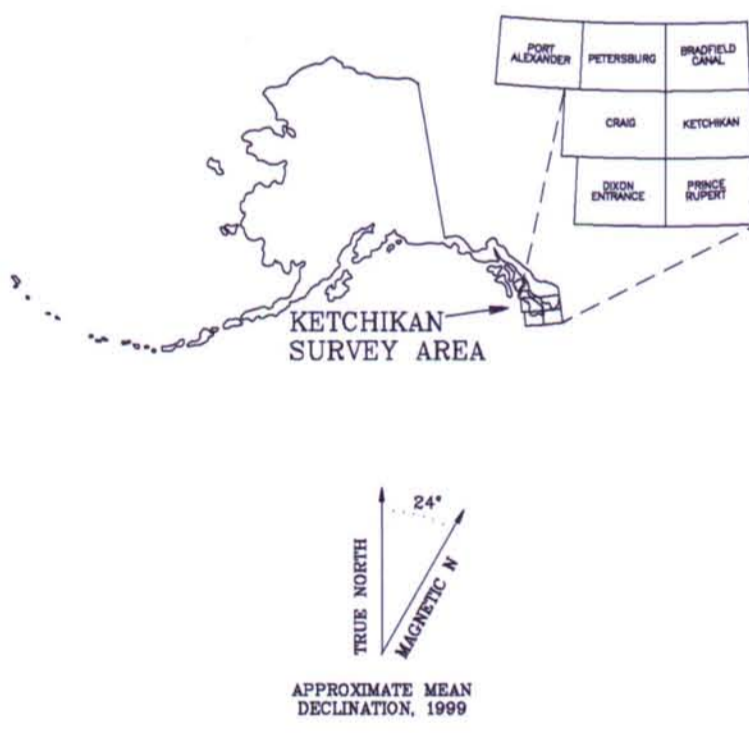 PORT
ALEXANDER
PETERSBURG
BRADFIELD
CANAL
CRAIG
KETCHIKAN
DIXON
ENTRANCE
PRINCE
RUPERT
KETCHIKAN
SURVEY AREA
24°
TRUE NORTH
MAGNETIC N
APPROXIMATE MEAN
DECLINATION, 1999